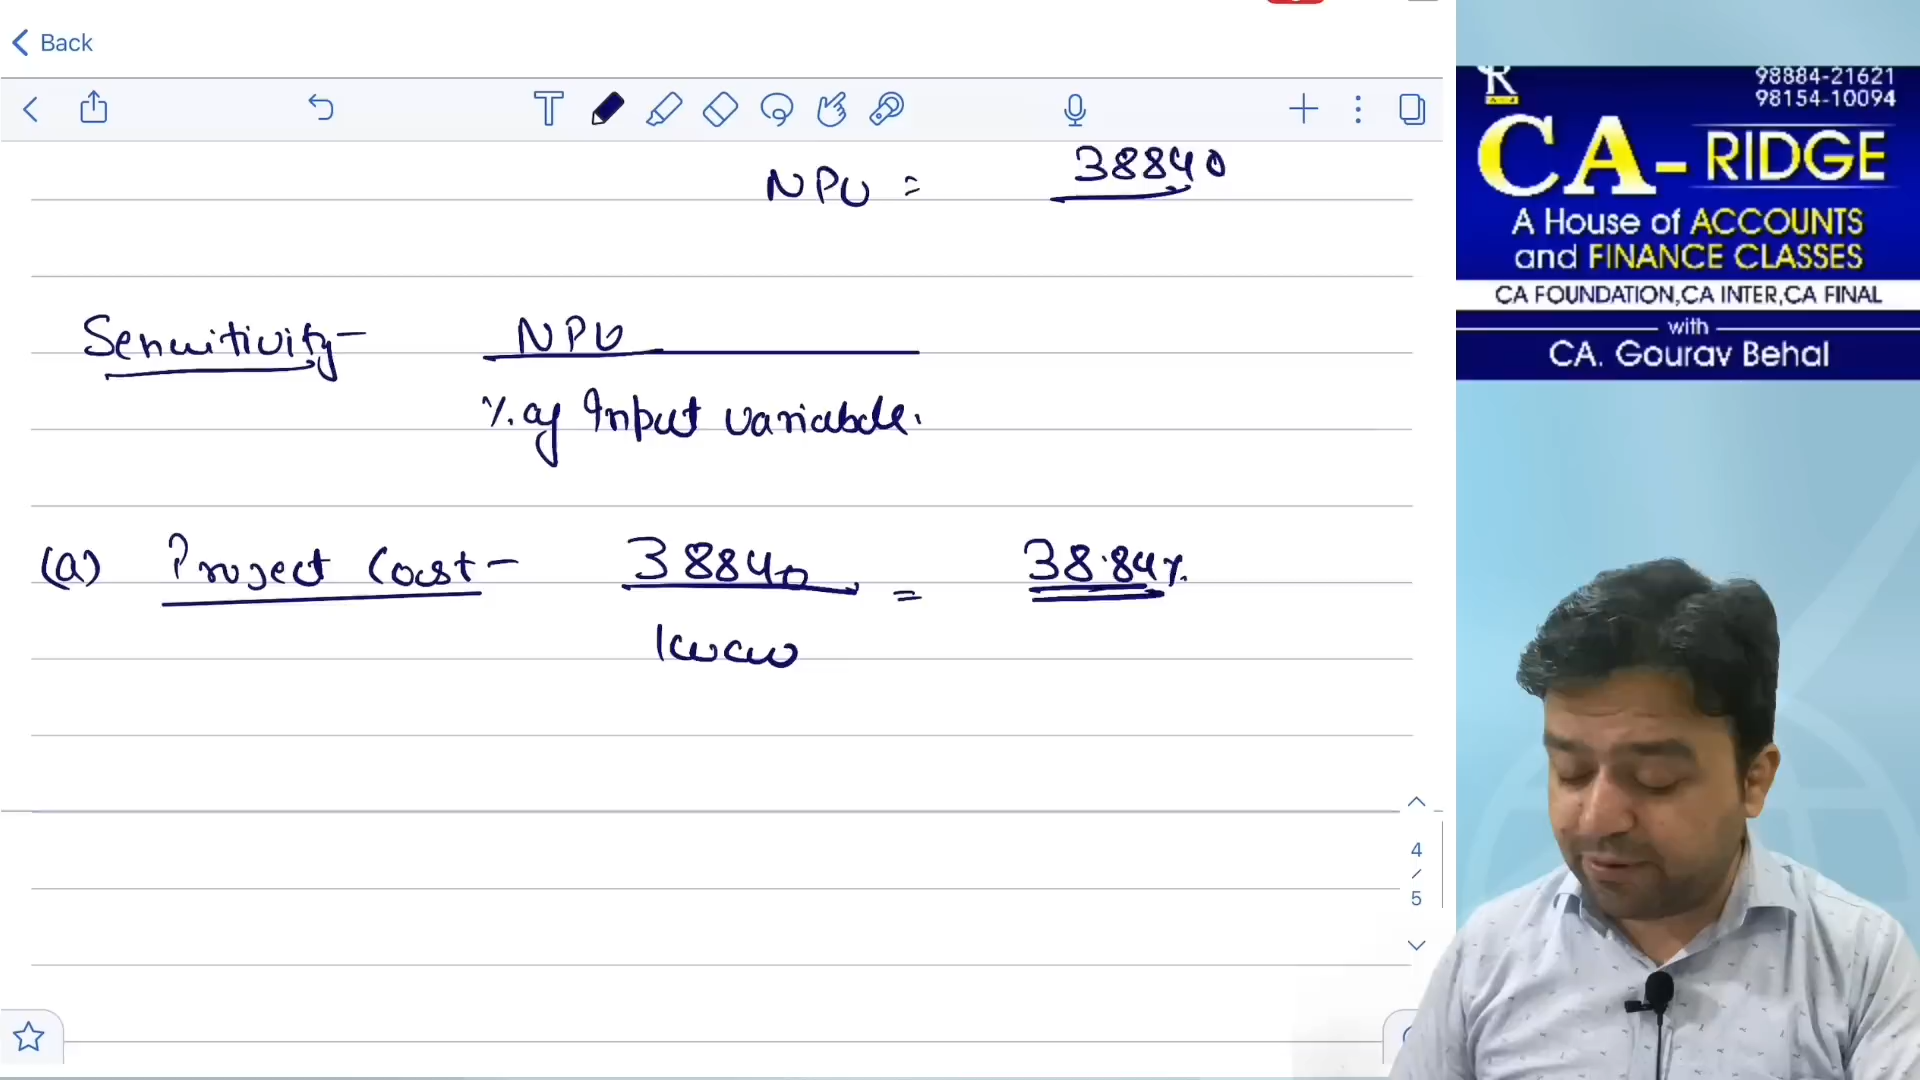 Back
NPV = 38840
Sensitivity - NPV
% of Input variable.
(a) Project Cost - 38840 = 38.84%
100000
4
/
5
R
98884-21621
98154-10094
CA- RIDGE
A House of ACCOUNTS
and FINANCE CLASSES
CA FOUNDATION,CA INTER,CA FINAL
with
CA. Gourav Behal